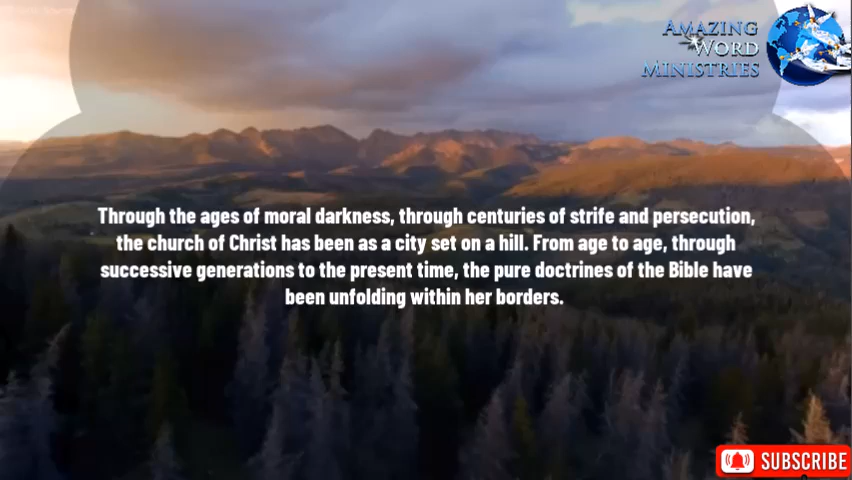 AMAZING
WORD
MINISTRIES
Through the ages of moral darkness, through centuries of strife and persecution,
the church of Christ has been as a city set on a hill. From age to age, through
successive generations to the present time, the pure doctrines of the Bible have
been unfolding within her borders.
SUBSCRIBE